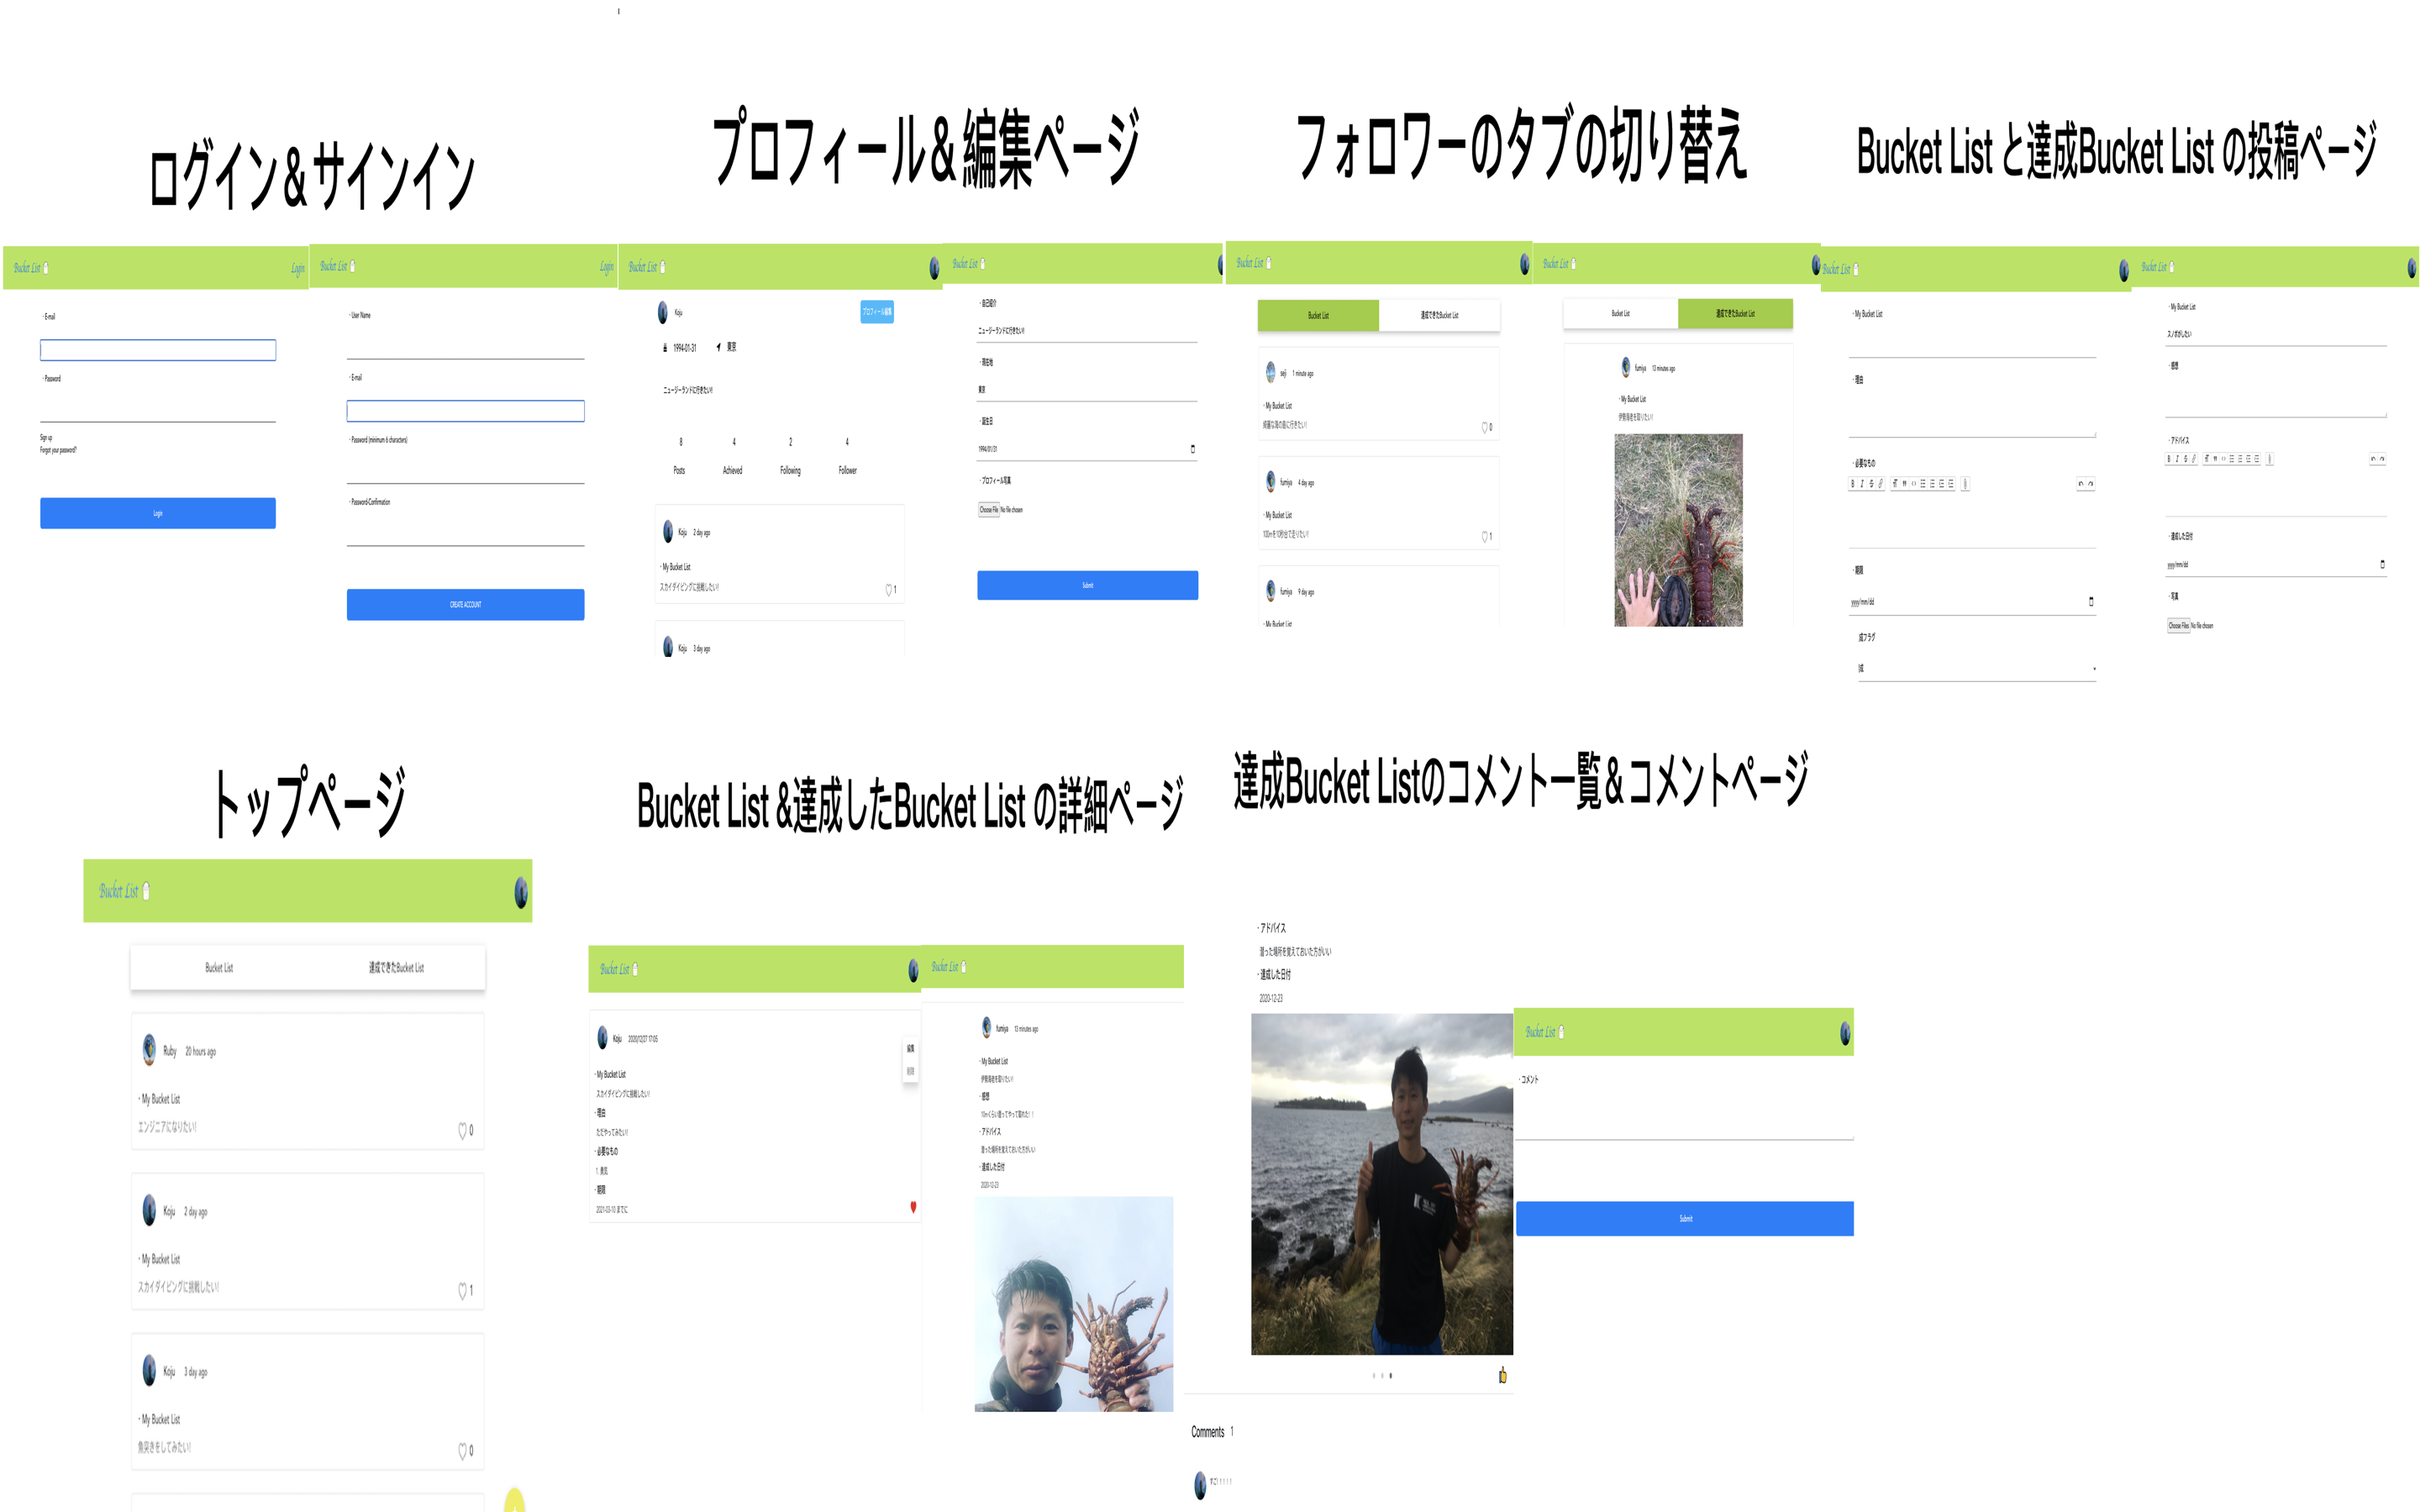 ログイン&サインイン
Bucket List
Login
・E-mail
・Password
Sign up
Forgot your password?
Login
Bucket List
Login
・User Name
・E-mail
・Password (minimum 6 characters)
・Password-Confirmation
CREATE ACCOUNT
プロフィール&編集ページ
Bucket List
Koju
プロフィール編集
1994-01-31 東京
ニュージーランドに行きたい!
8 4 2 4
Posts Achieved Following Follower
Koju 2 day ago
・My Bucket List
スカイダイビングに挑戦したい!
1
Koju 3 day ago
Bucket List
・自己紹介
ニュージーランドに行きたい!
・現在地
東京
・誕生日
1994/01/31
・プロフィール写真
Choose File No file chosen
Submit
フォロワーのタブの切り替え
Bucket List
Bucket List 達成できたBucket List
seji 1 minute ago
・My Bucket List
綺麗な海の島に行きたい!
0
fumiya 4 day ago
・My Bucket List
100mを10秒台で走りたい!
1
fumiya 9 day ago
・My Bucket List
Bucket List
Bucket List 達成できたBucket List
fumiya 13 minutes ago
・My Bucket List
伊勢海老を取りたい!
Bucket List と達成Bucket List の投稿ページ
Bucket List
・My Bucket List
・理由
・必要なもの
・期限
yyyy/mm/dd
成フラグ
成
Bucket List
・My Bucket List
スノボがしたい
・感想
・アドバイス
・達成した日付
yyyy/mm/dd
・写真
Choose Files No file chosen
トップページ
Bucket List
Bucket List 達成できたBucket List
Ruby 20 hours ago
・My Bucket List
エンジニアになりたい!
0
Koju 2 day ago
・My Bucket List
スカイダイビングに挑戦したい!
1
Koju 3 day ago
・My Bucket List
魚突きをしてみたい!
0
Bucket List &達成したBucket List の詳細ページ
Bucket List
Koju 2020/12/27 17:05
編集
削除
・My Bucket List
スカイダイビングに挑戦したい!
・理由
ただやってみたい!
・必要なもの
1. 勇気
・期限
2021-03-10 までに
Bucket List
fumiya 13 minutes ago
・My Bucket List
伊勢海老を取りたい!
・感想
10mくらい潜ってやって取れた!!
・アドバイス
潜った場所を覚えておいた方がいい
・達成した日付
2020-12-23
達成Bucket Listのコメント一覧&コメントページ
・アドバイス
潜った場所を覚えておいた方がいい
・達成した日付
2020-12-23
Comments 1
すご!!!!!
Bucket List
・コメント
Submit